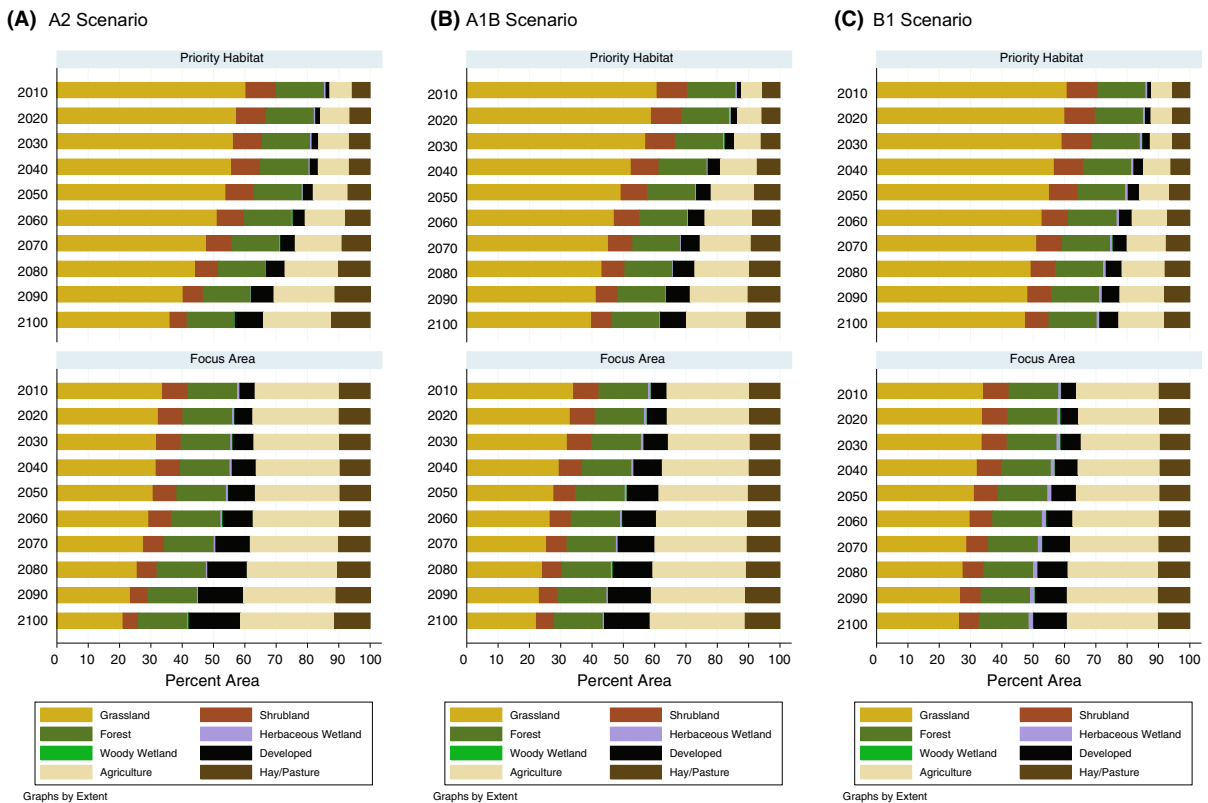 (A) A2 Scenario
Priority Habitat
2010
2020
2030
2040
2050
2060
2070
2080
2090
2100
Focus Area
2010
2020
2030
2040
2050
2060
2070
2080
2090
2100
0 10 20 30 40 50 60 70 80 90 100
Percent Area
Grassland Shrubland
Forest Herbaceous Wetland
Woody Wetland Developed
Agriculture Hay/Pasture
Graphs by Extent
(B) A1B Scenario
Priority Habitat
2010
2020
2030
2040
2050
2060
2070
2080
2090
2100
Focus Area
2010
2020
2030
2040
2050
2060
2070
2080
2090
2100
0 10 20 30 40 50 60 70 80 90 100
Percent Area
Grassland Shrubland
Forest Herbaceous Wetland
Woody Wetland Developed
Agriculture Hay/Pasture
Graphs by Extent
(C) B1 Scenario
Priority Habitat
2010
2020
2030
2040
2050
2060
2070
2080
2090
2100
Focus Area
2010
2020
2030
2040
2050
2060
2070
2080
2090
2100
0 10 20 30 40 50 60 70 80 90 100
Percent Area
Grassland Shrubland
Forest Herbaceous Wetland
Woody Wetland Developed
Agriculture Hay/Pasture
Graphs by Extent